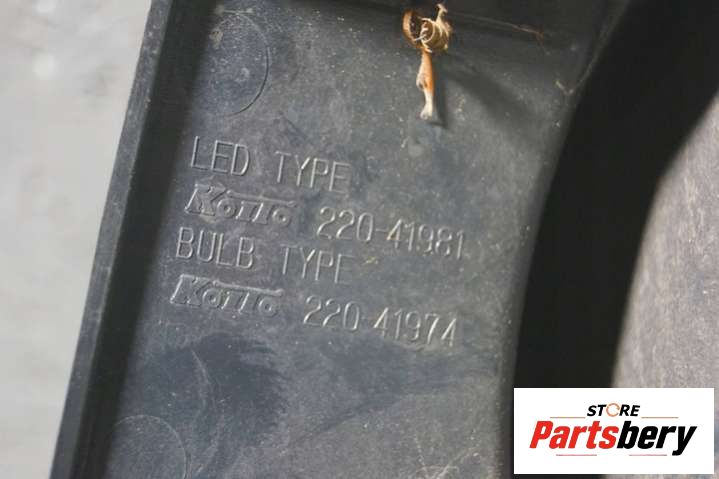 LED TYPE
KOITO 220-41981
BULB TYPE
KOITO 220-41974
STORE
Partsbery